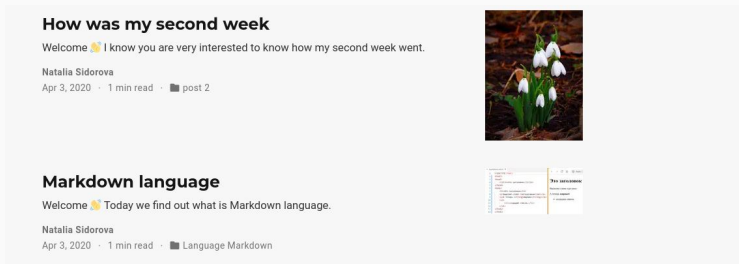 How was my second week
Welcome 👋 I know you are very interested to know how my second week went.
Natalia Sidorova
Apr 3, 2020 · 1 min read · post 2
Markdown language
Welcome 👋 Today we find out what is Markdown language.
Natalia Sidorova
Apr 3, 2020 · 1 min read · Language Markdown